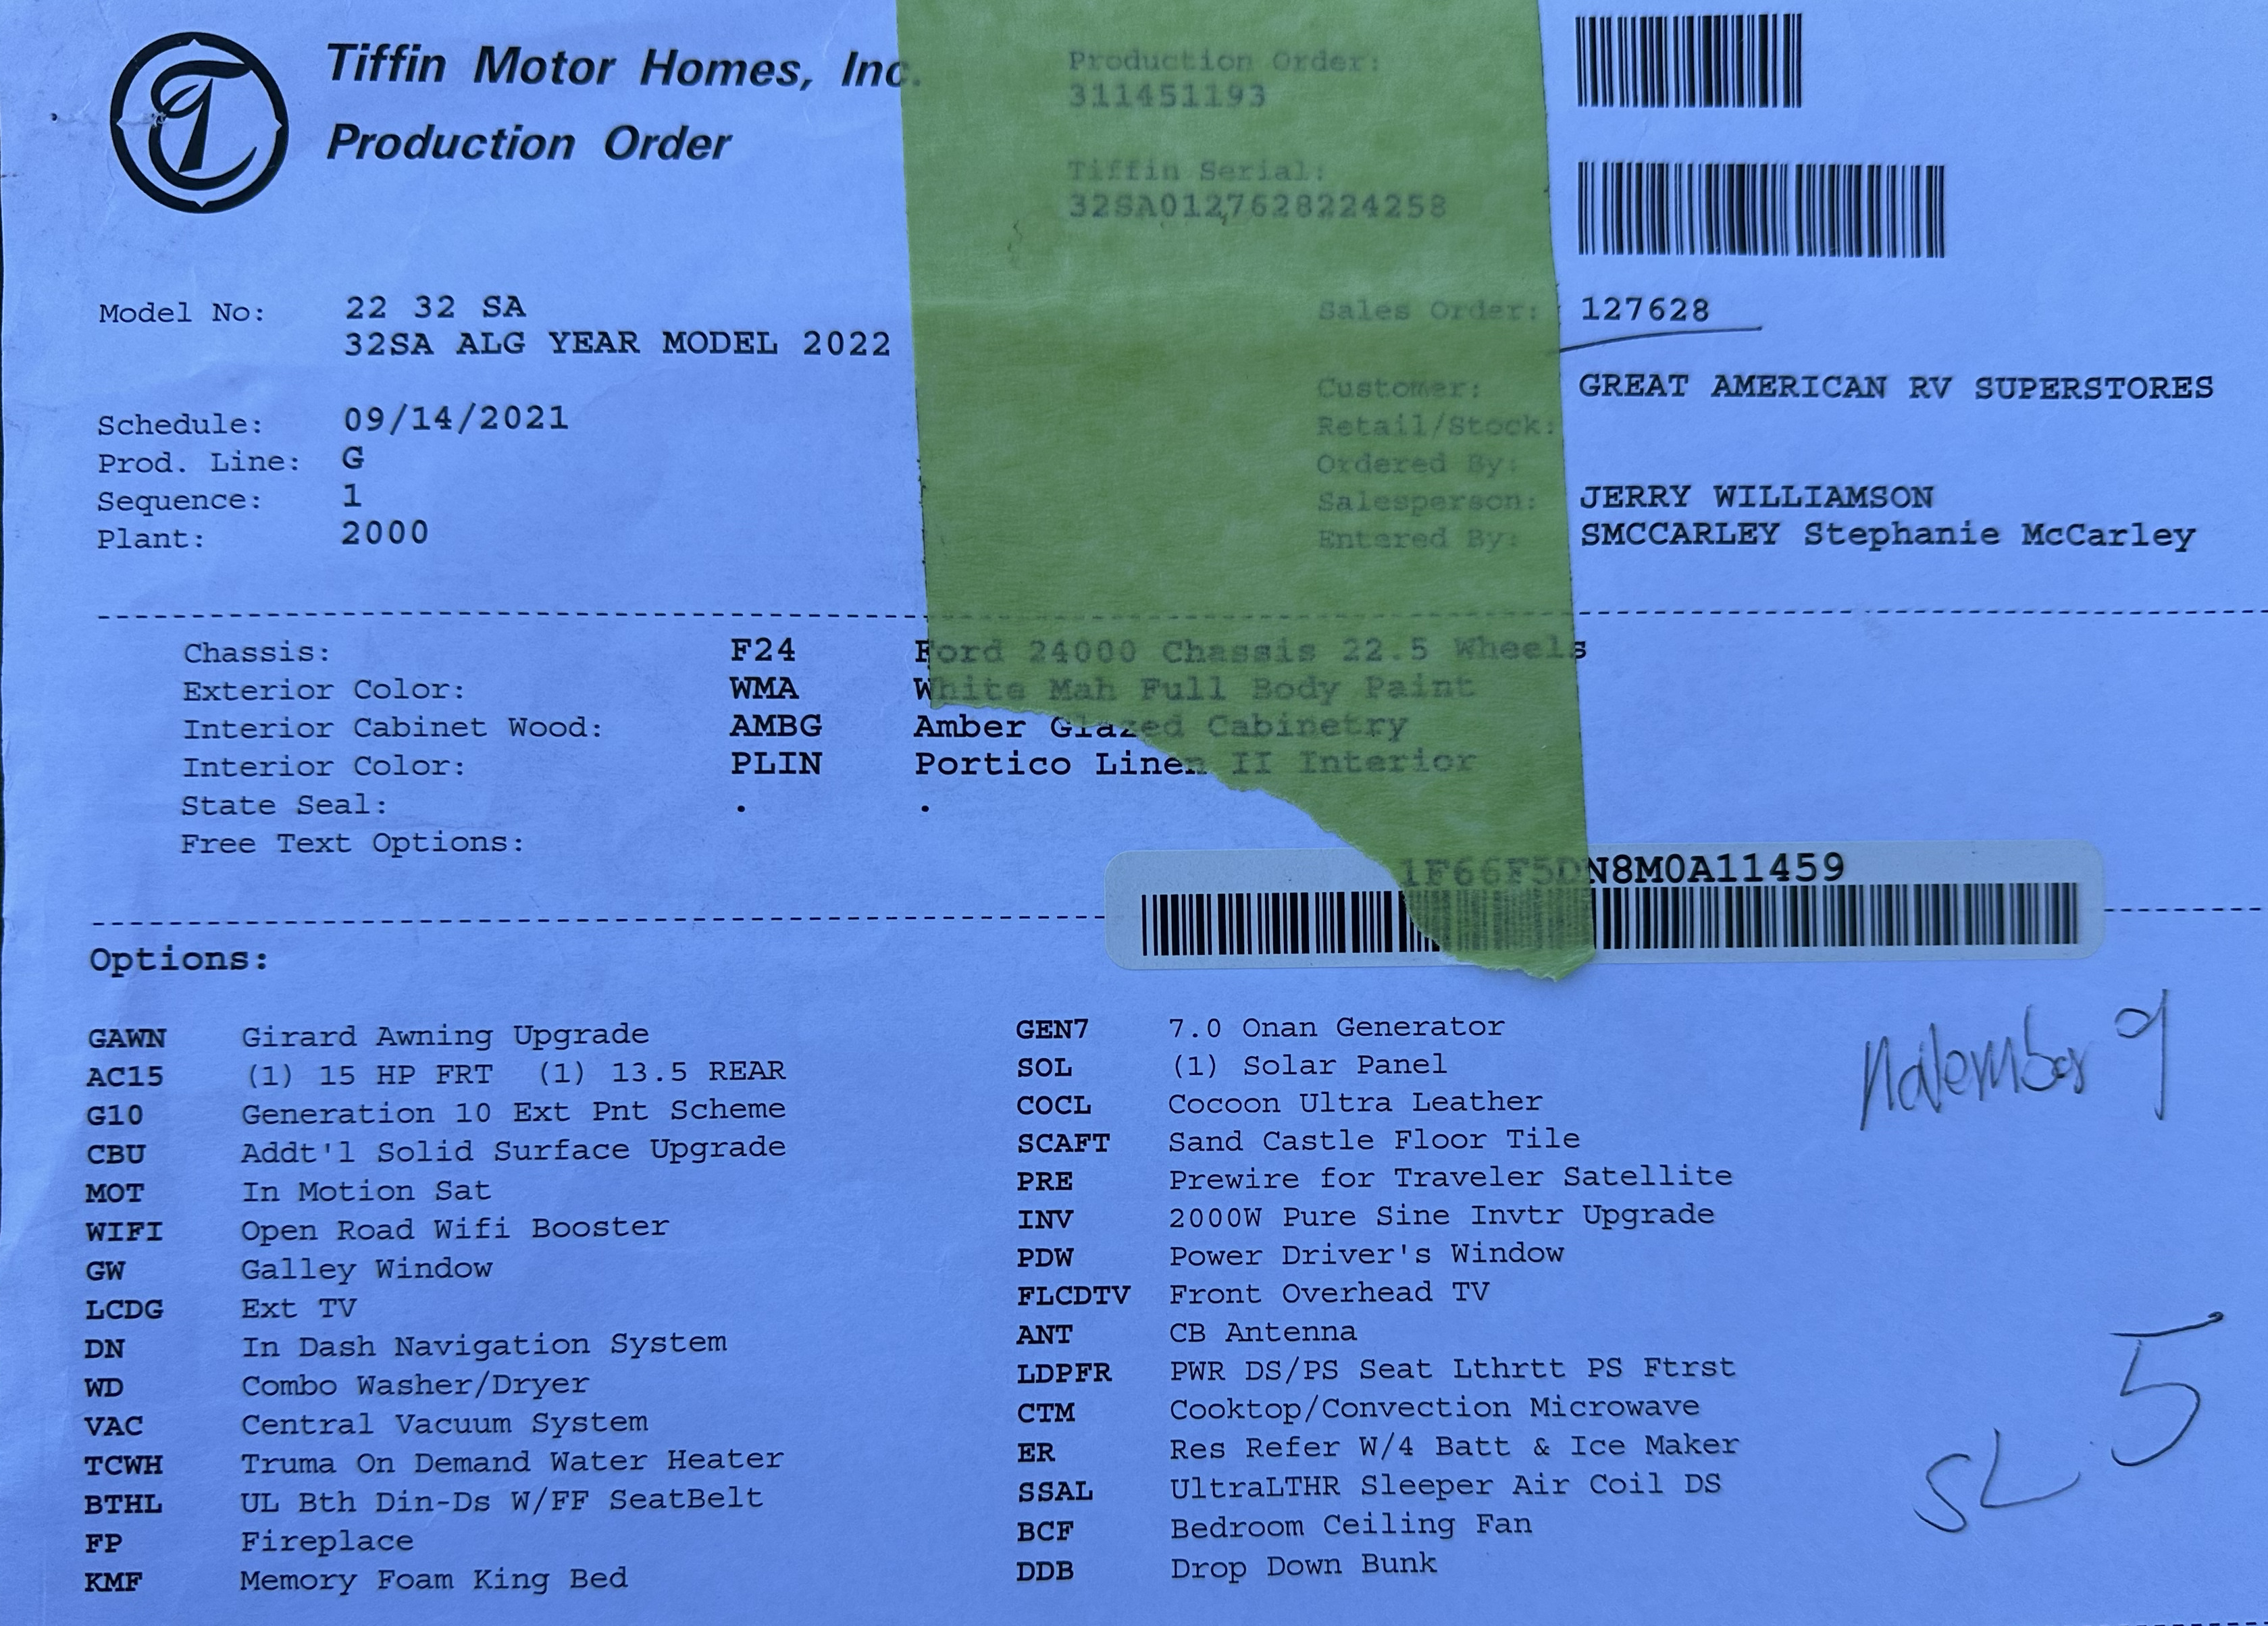 Tiffin Motor Homes, Inc.
Production Order
Production Order:
311451193
Tiffin Serial:
32SA0127628224258
Model No: 22 32 SA
32SA ALG YEAR MODEL 2022
Sales Order: 127628
Customer: GREAT AMERICAN RV SUPERSTORES
Schedule: 09/14/2021
Retail/Stock:
Prod. Line: G
Ordered By:
Sequence: 1
Salesperson: JERRY WILLIAMSON
Plant: 2000
Entered By: SMCCARLEY Stephanie McCarley
Chassis: F24 Ford 24000 Chassis 22.5 Wheels
Exterior Color: WMA White Mah Full Body Paint
Interior Cabinet Wood: AMBG Amber Glazed Cabinetry
Interior Color: PLIN Portico Linen II Interior
State Seal: . .
Free Text Options:
1F66F5DN8M0A11459
Options:
GAWN Girard Awning Upgrade
AC15 (1) 15 HP FRT (1) 13.5 REAR
G10 Generation 10 Ext Pnt Scheme
CBU Addt'l Solid Surface Upgrade
MOT In Motion Sat
WIFI Open Road Wifi Booster
GW Galley Window
LCDG Ext TV
DN In Dash Navigation System
WD Combo Washer/Dryer
VAC Central Vacuum System
TCWH Truma On Demand Water Heater
BTHL UL Bth Din-Ds W/FF SeatBelt
FP Fireplace
KMF Memory Foam King Bed
GEN7 7.0 Onan Generator
SOL (1) Solar Panel
COCL Cocoon Ultra Leather
SCAFT Sand Castle Floor Tile
PRE Prewire for Traveler Satellite
INV 2000W Pure Sine Invtr Upgrade
PDW Power Driver's Window
FLCDTV Front Overhead TV
ANT CB Antenna
LDPFR PWR DS/PS Seat Lthrtt PS Ftrst
CTM Cooktop/Convection Microwave
ER Res Refer W/4 Batt & Ice Maker
SSAL UltraLTHR Sleeper Air Coil DS
BCF Bedroom Ceiling Fan
DDB Drop Down Bunk
November 9
SL 5